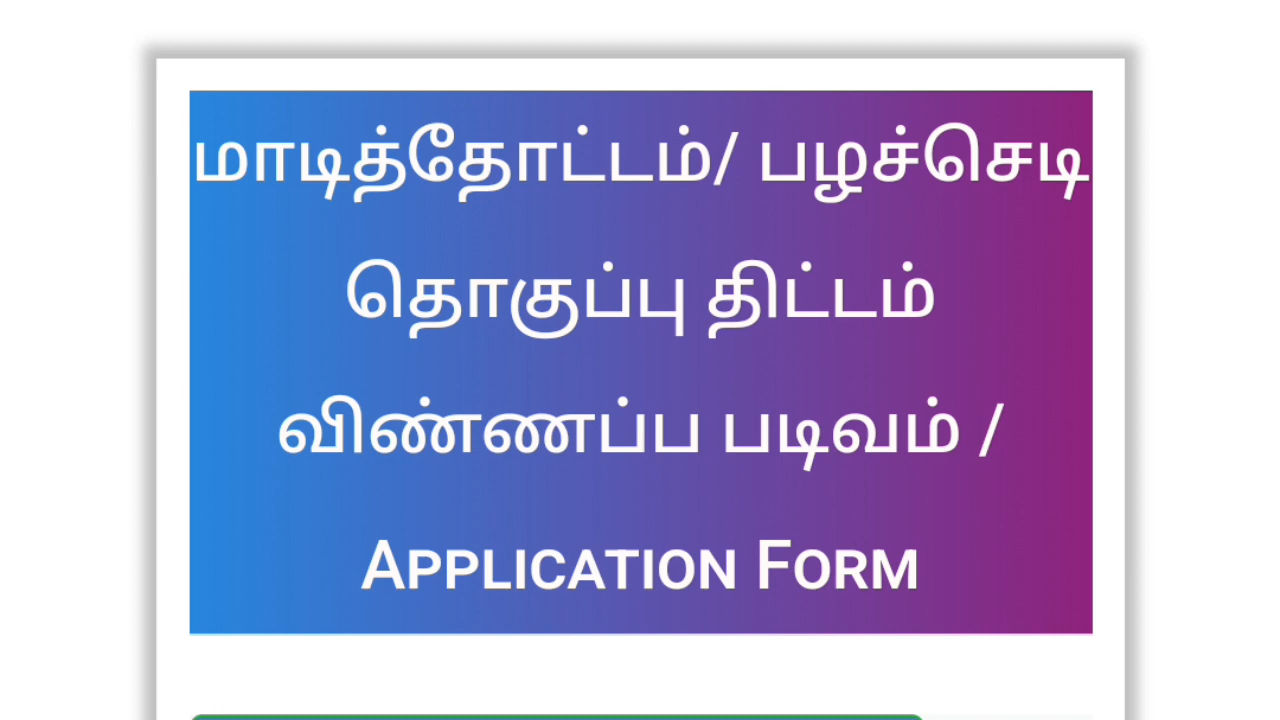 மாடித்தோட்டம்/ பழச்செடி
தொகுப்பு திட்டம்
விண்ணப்ப படிவம் /
Application Form